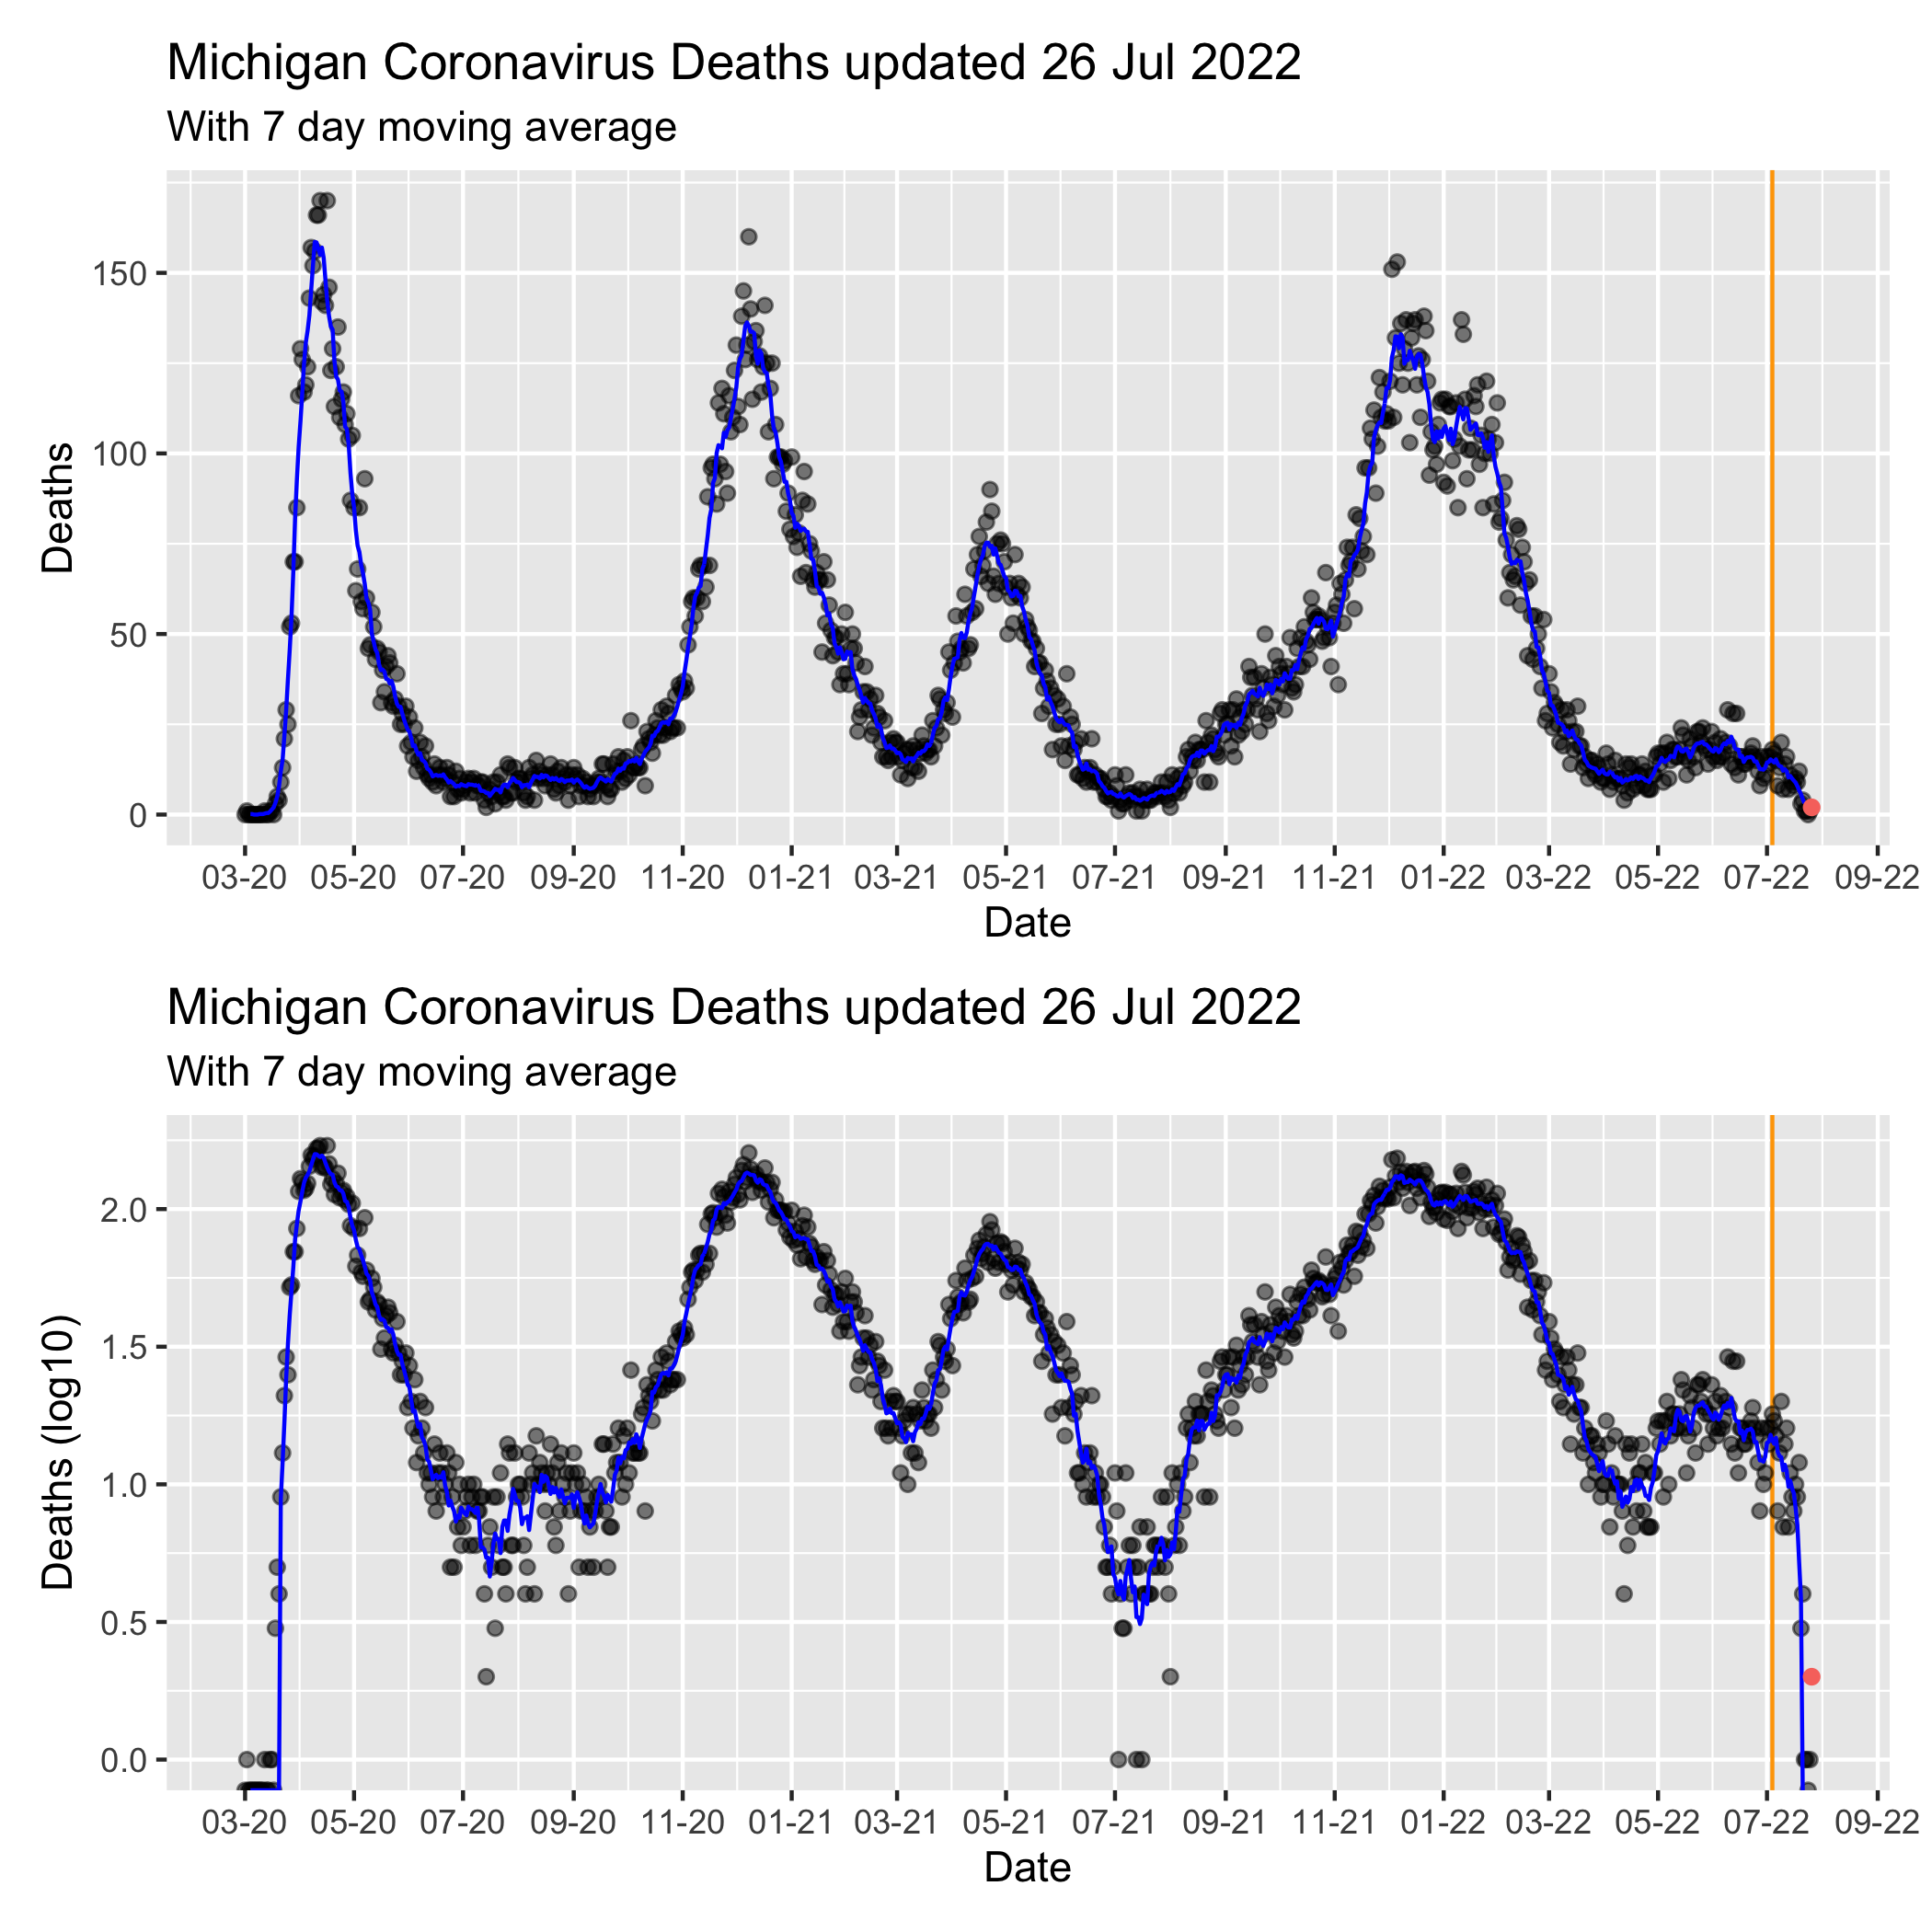 Michigan Coronavirus Deaths updated 26 Jul 2022
With 7 day moving average
Deaths
150
100
50
0
03-20 05-20 07-20 09-20 11-20 01-21 03-21 05-21 07-21 09-21 11-21 01-22 03-22 05-22 07-22 09-22
Date
Michigan Coronavirus Deaths updated 26 Jul 2022
With 7 day moving average
Deaths (log10)
2.0
1.5
1.0
0.5
0.0
03-20 05-20 07-20 09-20 11-20 01-21 03-21 05-21 07-21 09-21 11-21 01-22 03-22 05-22 07-22 09-22
Date